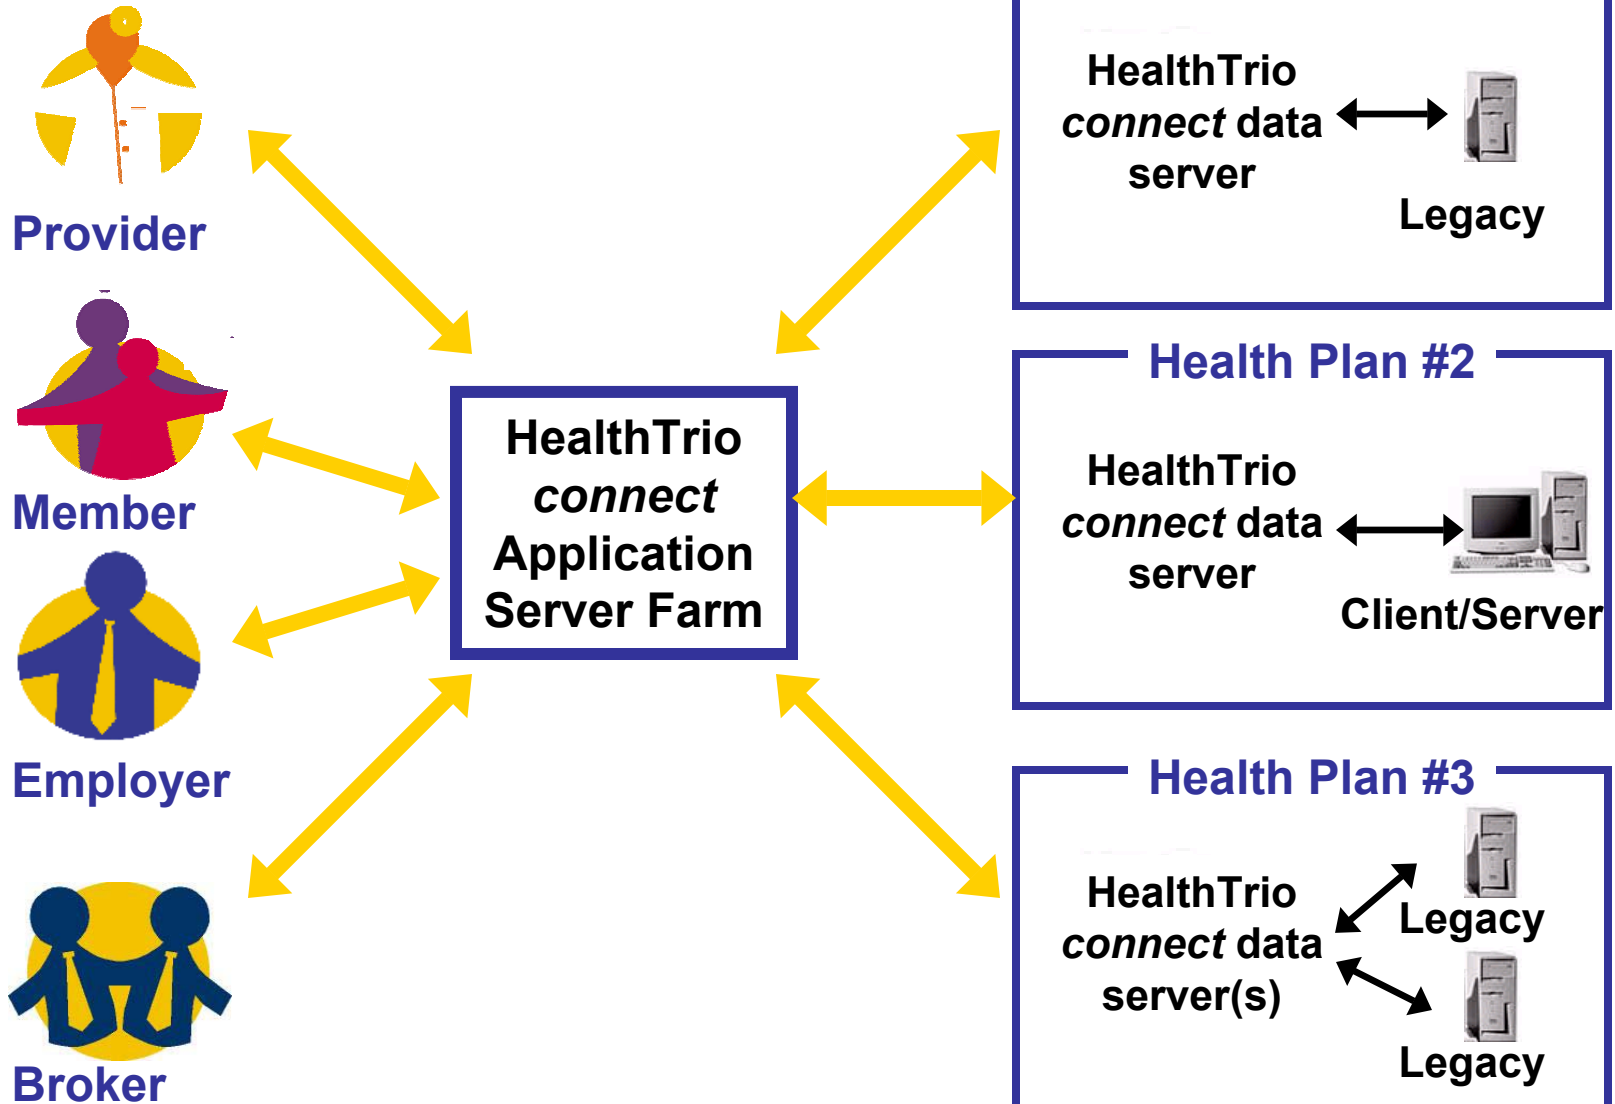 Provider
Member
Employer
Broker
HealthTrio
connect
Application
Server Farm
HealthTrio
connect data
server
Legacy
Health Plan #2
HealthTrio
connect data
server
Client/Server
Health Plan #3
HealthTrio
connect data
server(s)
Legacy
Legacy